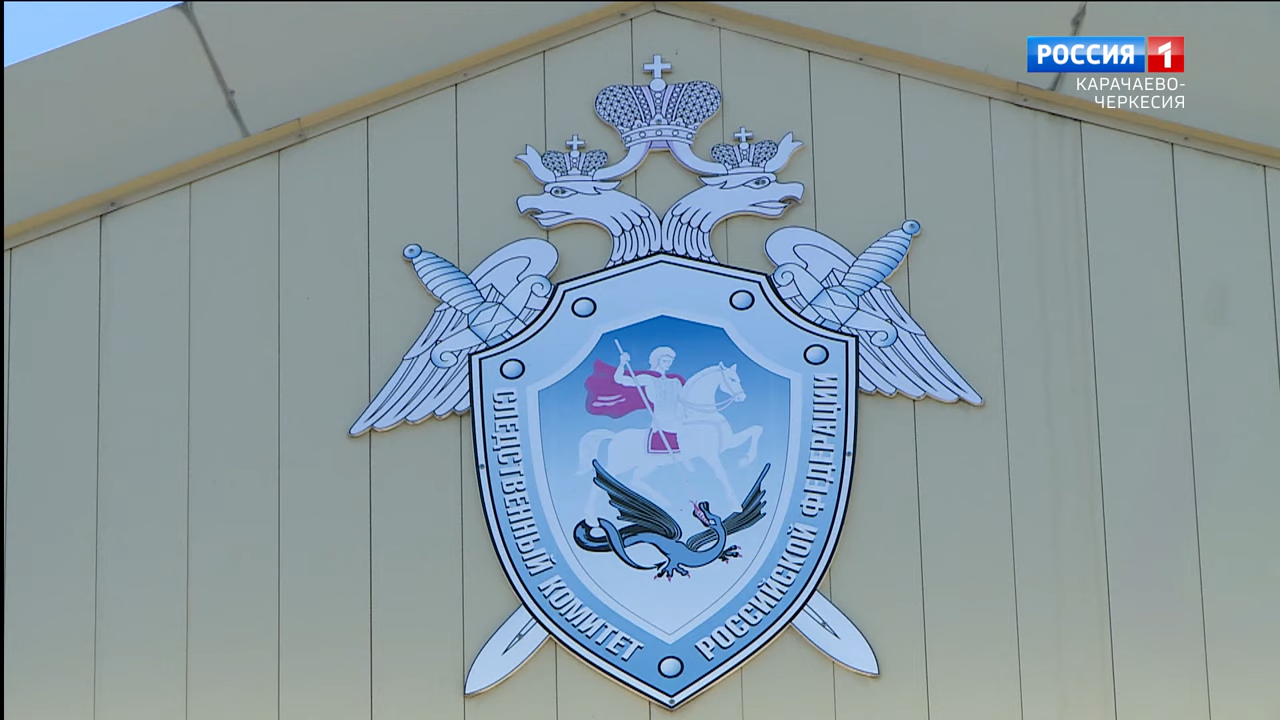 РОССИЯ 1
КАРАЧАЕВО-
ЧЕРКЕСИЯ
СЛЕДСТВЕННЫЙ КОМИТЕТ
РОССИЙСКОЙ ФЕДЕРАЦИИ